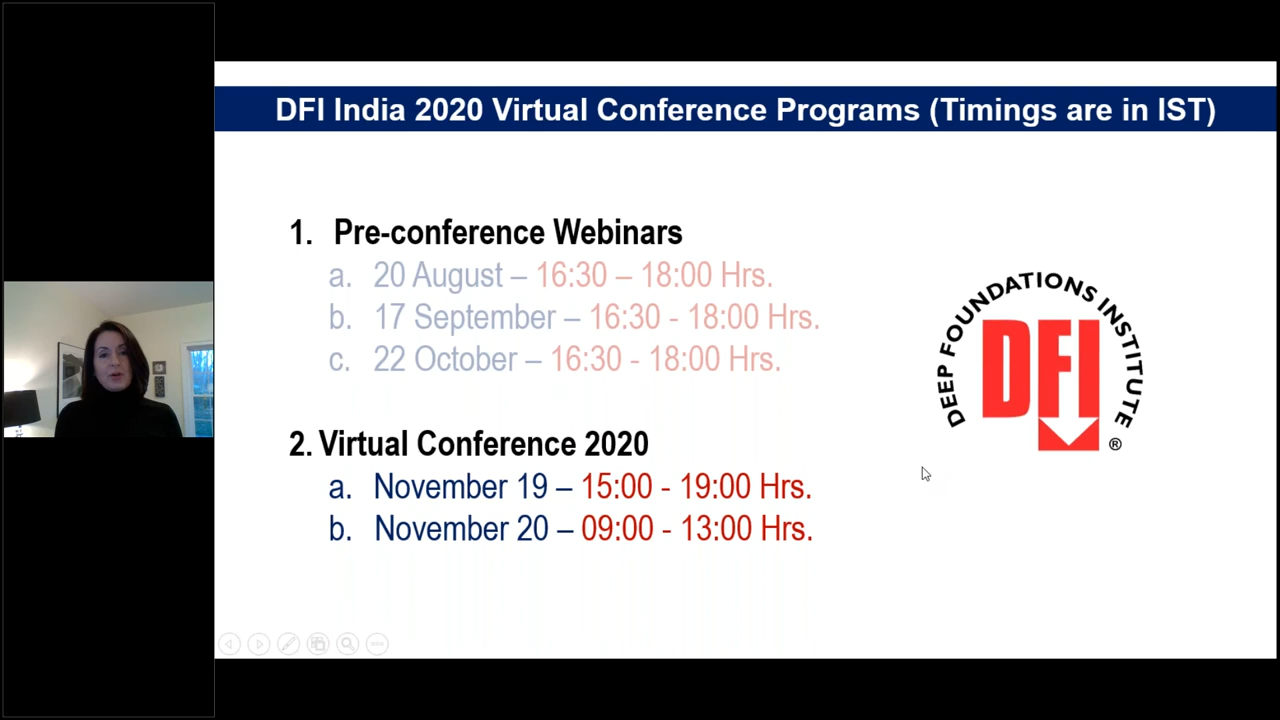 DFI India 2020 Virtual Conference Programs (Timings are in IST)
1. Pre-conference Webinars
a. 20 August – 16:30 – 18:00 Hrs.
b. 17 September – 16:30 - 18:00 Hrs.
c. 22 October – 16:30 - 18:00 Hrs.
2. Virtual Conference 2020
a. November 19 – 15:00 - 19:00 Hrs.
b. November 20 – 09:00 - 13:00 Hrs.
DEEP FOUNDATIONS INSTITUTE
DFI
®